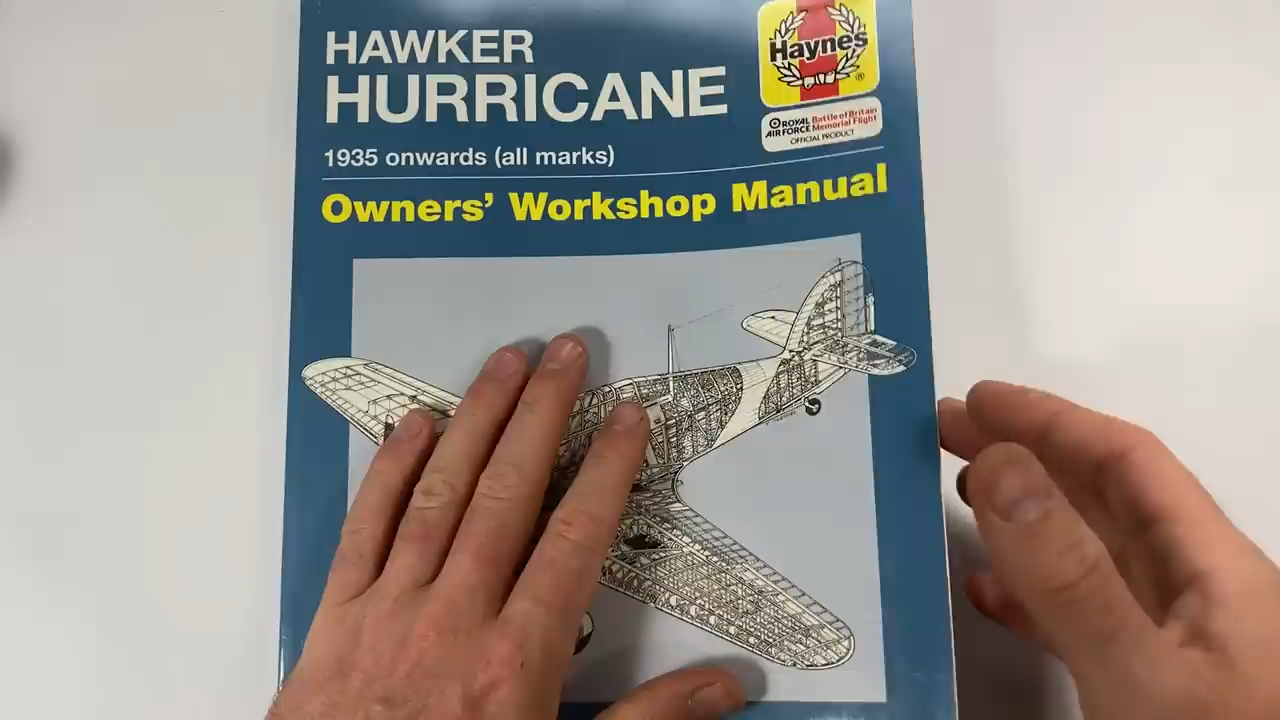 HAWKER
HURRICANE
Haynes
®
ROYAL AIR FORCE
Battle of Britain Memorial Flight
OFFICIAL PRODUCT
1935 onwards (all marks)
Owners' Workshop Manual